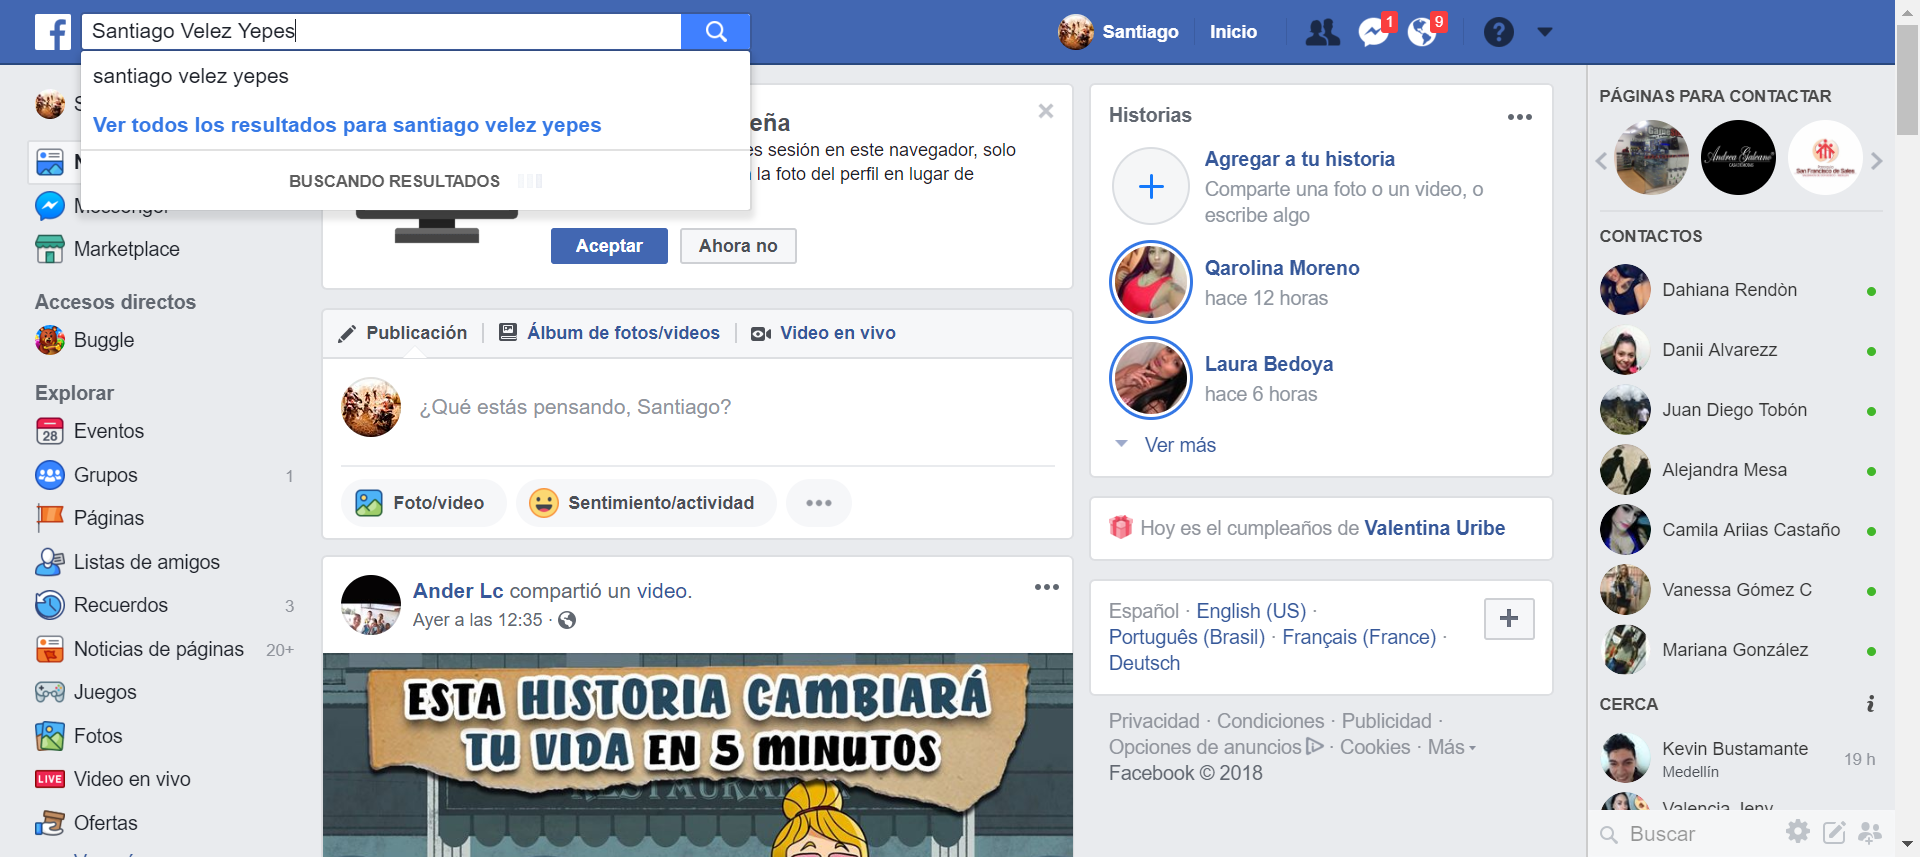 Santiago Velez Yepes
santiago velez yepes
Ver todos los resultados para santiago velez yepes
BUSCANDO RESULTADOS
Santiago
Inicio
1
9
S
N
Messenger
Marketplace
Accesos directos
Buggle
Explorar
28
Eventos
Grupos 1
Páginas
Listas de amigos
Recuerdos 3
Noticias de páginas 20+
Juegos
Fotos
LIVE
Video en vivo
Ofertas
eña
es sesión en este navegador, solo
la foto del perfil en lugar de
Aceptar
Ahora no
Publicación
Álbum de fotos/videos
Video en vivo
¿Qué estás pensando, Santiago?
Foto/video
Sentimiento/actividad
Ander Lc compartió un video.
Ayer a las 12:35 ·
ESTA HISTORIA CAMBIARÁ
TU VIDA EN 5 MINUTOS
Historias
Agregar a tu historia
Comparte una foto o un video, o
escribe algo
Qarolina Moreno
hace 12 horas
Laura Bedoya
hace 6 horas
Ver más
Hoy es el cumpleaños de Valentina Uribe
Español · English (US) ·
Português (Brasil) · Français (France) ·
Deutsch
Privacidad · Condiciones · Publicidad ·
Opciones de anuncios · Cookies · Más
Facebook © 2018
PÁGINAS PARA CONTACTAR
Andrea Galeano
San Francisco de Sales
CONTACTOS
Dahiana Rendòn
Danii Alvarezz
Juan Diego Tobón
Alejandra Mesa
Camila Ariias Castaño
Vanessa Gómez C
Mariana González
CERCA
Kevin Bustamante
Medellín
19 h
Valencia Jeny
Buscar